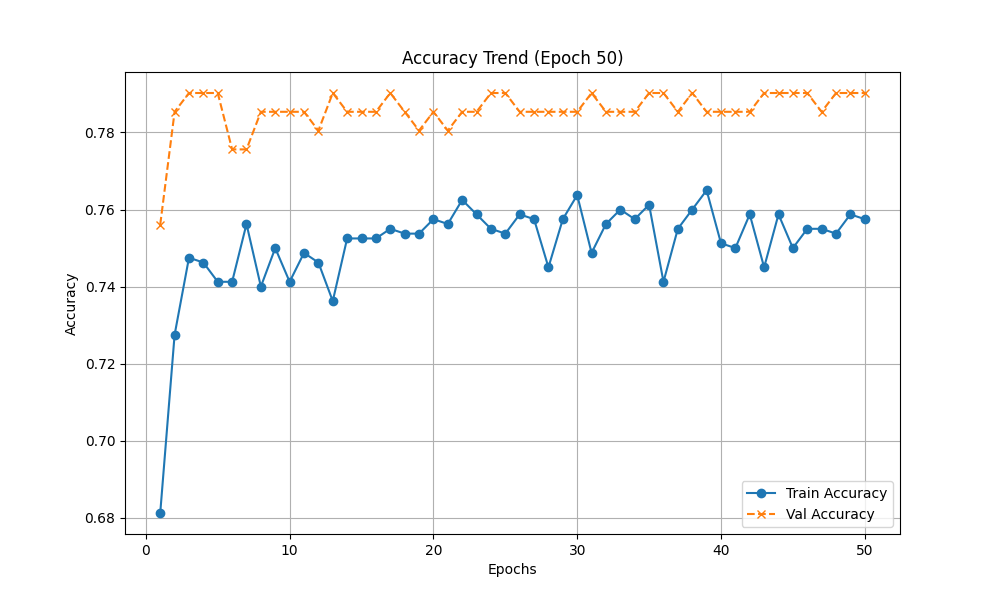 Accuracy Trend (Epoch 50)
0.78
0.76
0.74
0.72
0.70
0.68
Accuracy
0 10 20 30 40 50
Epochs
Train Accuracy
Val Accuracy